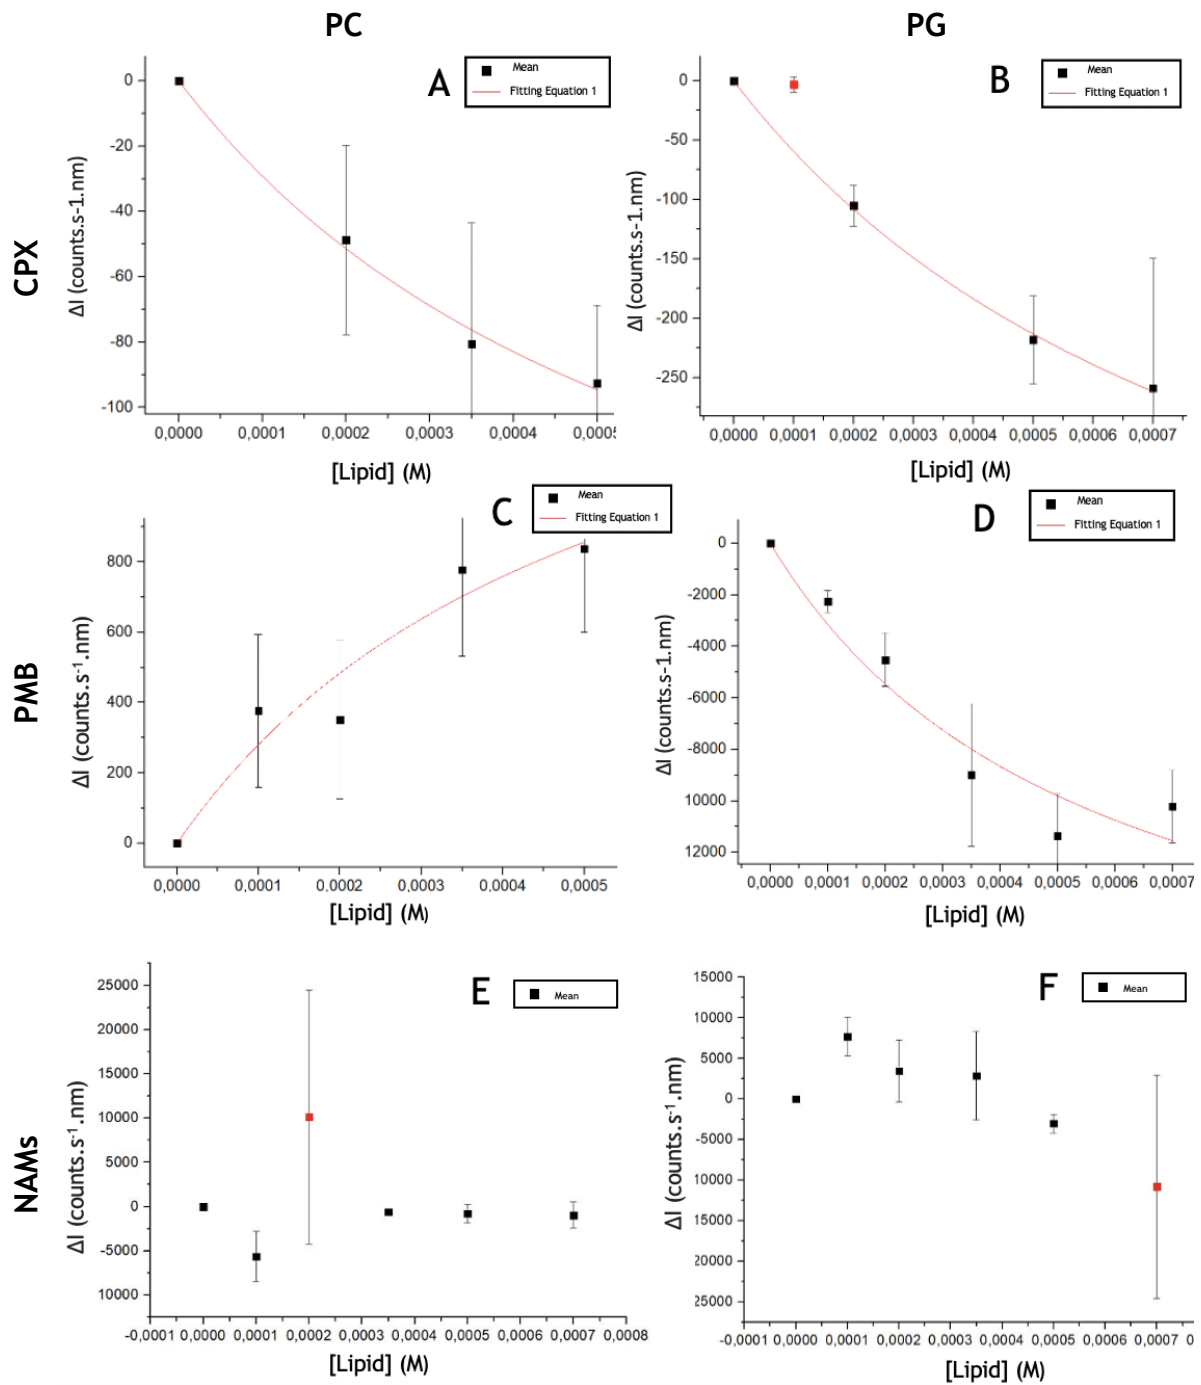 PC
PG
CPX
A
Mean
Fitting Equation 1
ΔI (counts.s-1.nm)
0
-20
-40
-60
-80
-100
0,0000 0,0001 0,0002 0,0003 0,0004 0,0005
[Lipid] (M)
B
Mean
Fitting Equation 1
ΔI (counts.s-1.nm)
0
-50
-100
-150
-200
-250
0,0000 0,0001 0,0002 0,0003 0,0004 0,0005 0,0006 0,0007
[Lipid] (M)
PMB
C
Mean
Fitting Equation 1
ΔI (counts.s⁻¹.nm)
800
600
400
200
0
0,0000 0,0001 0,0002 0,0003 0,0004 0,0005
[Lipid] (M)
D
Mean
Fitting Equation 1
ΔI (counts.s-1.nm)
0
-2000
-4000
-6000
-8000
10000
12000
0,0000 0,0001 0,0002 0,0003 0,0004 0,0005 0,0006 0,0007
[Lipid] (M)
NAMs
E
Mean
ΔI (counts.s⁻¹.nm)
25000
20000
15000
10000
5000
0
-5000
10000
-0,0001 0,0000 0,0001 0,0002 0,0003 0,0004 0,0005 0,0006 0,0007 0,0008
[Lipid] (M)
F
Mean
ΔI (counts.s⁻¹.nm)
15000
10000
5000
0
-5000
10000
15000
20000
25000
-0,0001 0,0000 0,0001 0,0002 0,0003 0,0004 0,0005 0,0006 0,0007 0
[Lipid] (M)